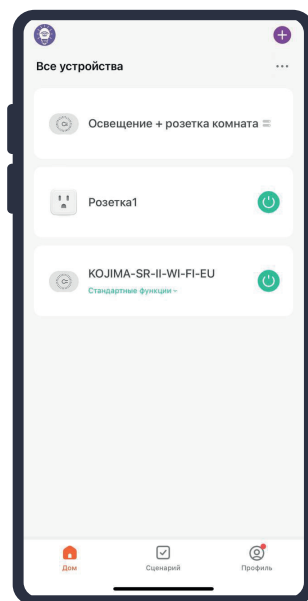 Все устройства
Освещение + розетка комната
Розетка1
KOJIMA-SR-II-WI-FI-EU
Стандартные функции
Дом
Сценарий
Профиль